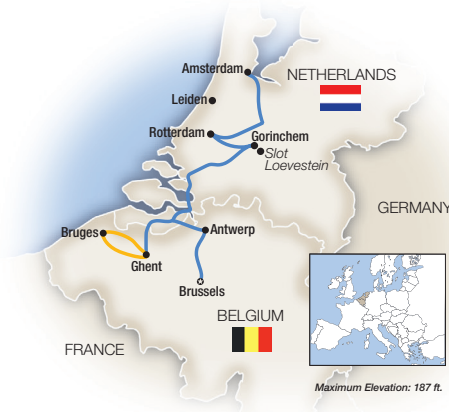 Amsterdam
NETHERLANDS
Leiden
Rotterdam
Gorinchem
Slot
Loevestein
GERMANY
Bruges
Antwerp
Ghent
Brussels
BELGIUM
FRANCE
Maximum Elevation: 187 ft.